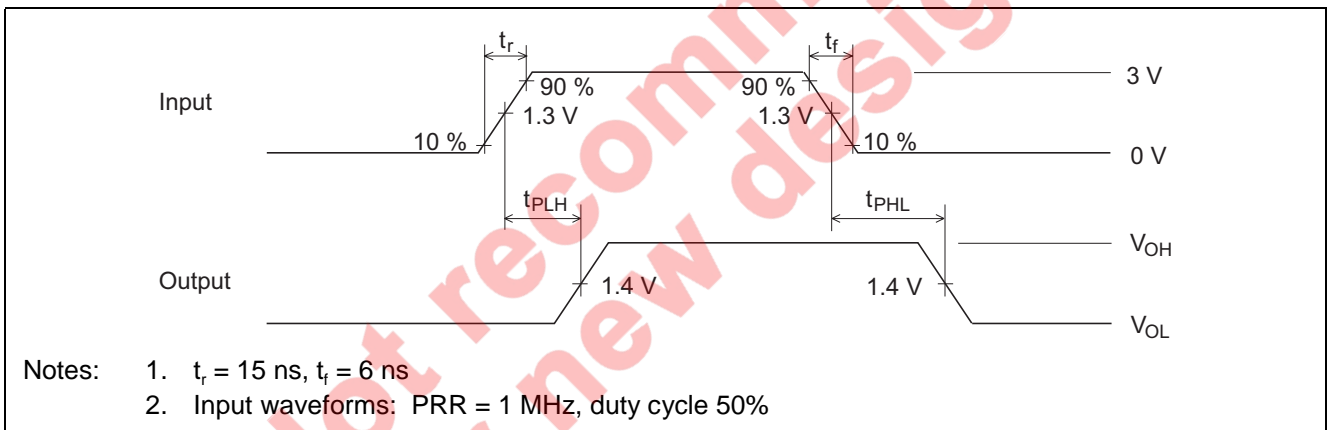 tr
tf
90 %
90 %
3 V
Input
1.3 V
1.3 V
10 %
10 %
0 V
tPLH
tPHL
VOH
Output
1.4 V
1.4 V
VOL
Notes: 1. tr = 15 ns, tf = 6 ns
2. Input waveforms: PRR = 1 MHz, duty cycle 50%
new desig